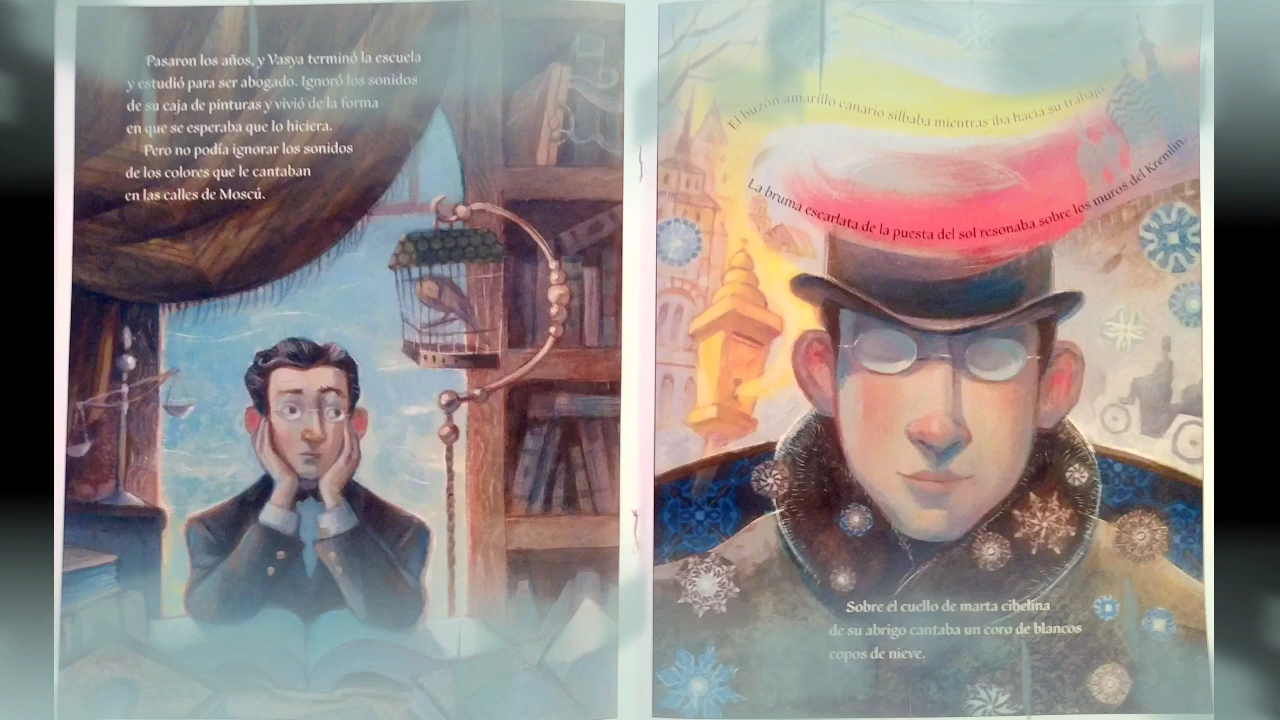 Pasaron los años, y Vasya terminó la escuela
y estudió para ser abogado. Ignoró los sonidos
de su caja de pinturas y vivió de la forma
en que se esperaba que lo hiciera.
Pero no podía ignorar los sonidos
de los colores que le cantaban
en las calles de Moscú.
El buzón amarillo canario silbaba mientras iba hacia su trabajo
La bruma escarlata de la puesta del sol resonaba sobre los muros del Kremlin.
Sobre el cuello de marta cibelina
de su abrigo cantaba un coro de blancos
copos de nieve.